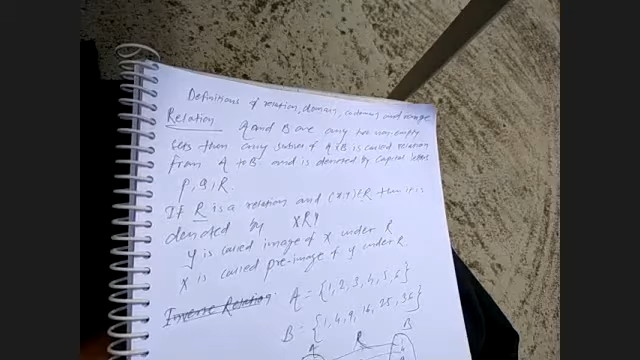 Definitions of relation, domain, codomain and range
Relation A and B are any two non-empty
sets then any subset of A×B is called relation
from A to B and is denoted by capital letters
P, Q, R.
If R is a relation and (x,y)∈R then it is
denoted by xRy
y is called image of x under R
x is called pre-image of y under R.
Inverse Relation: A = {1, 2, 3, 4, 5, 6}
B = {1, 4, 9, 16, 25, 36}
A R B